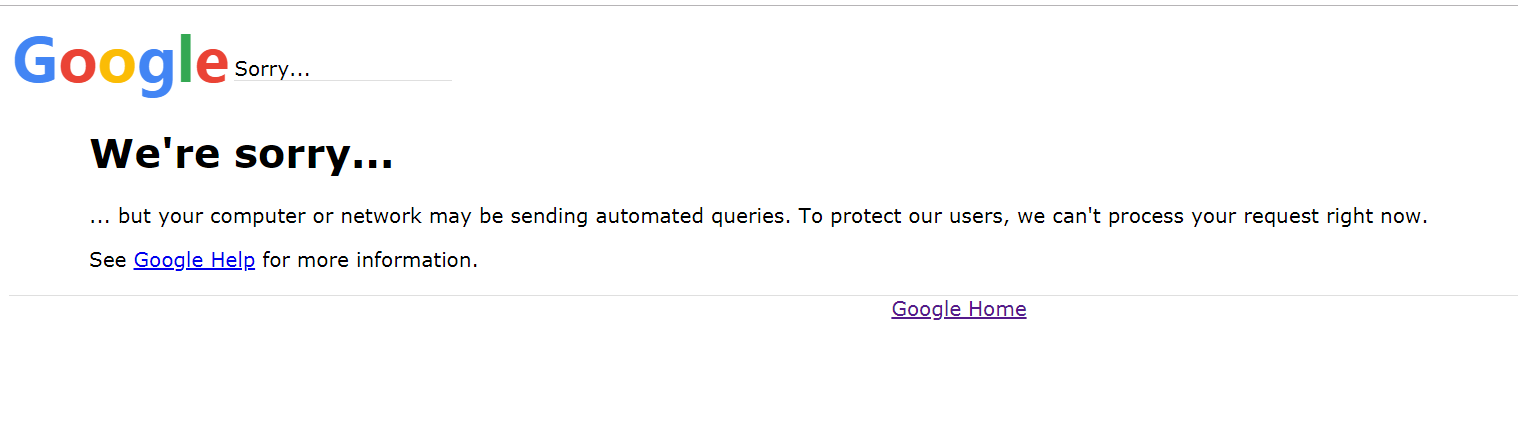 Google Sorry...
We're sorry...
... but your computer or network may be sending automated queries. To protect our users, we can't process your request right now.
See Google Help for more information.
Google Home